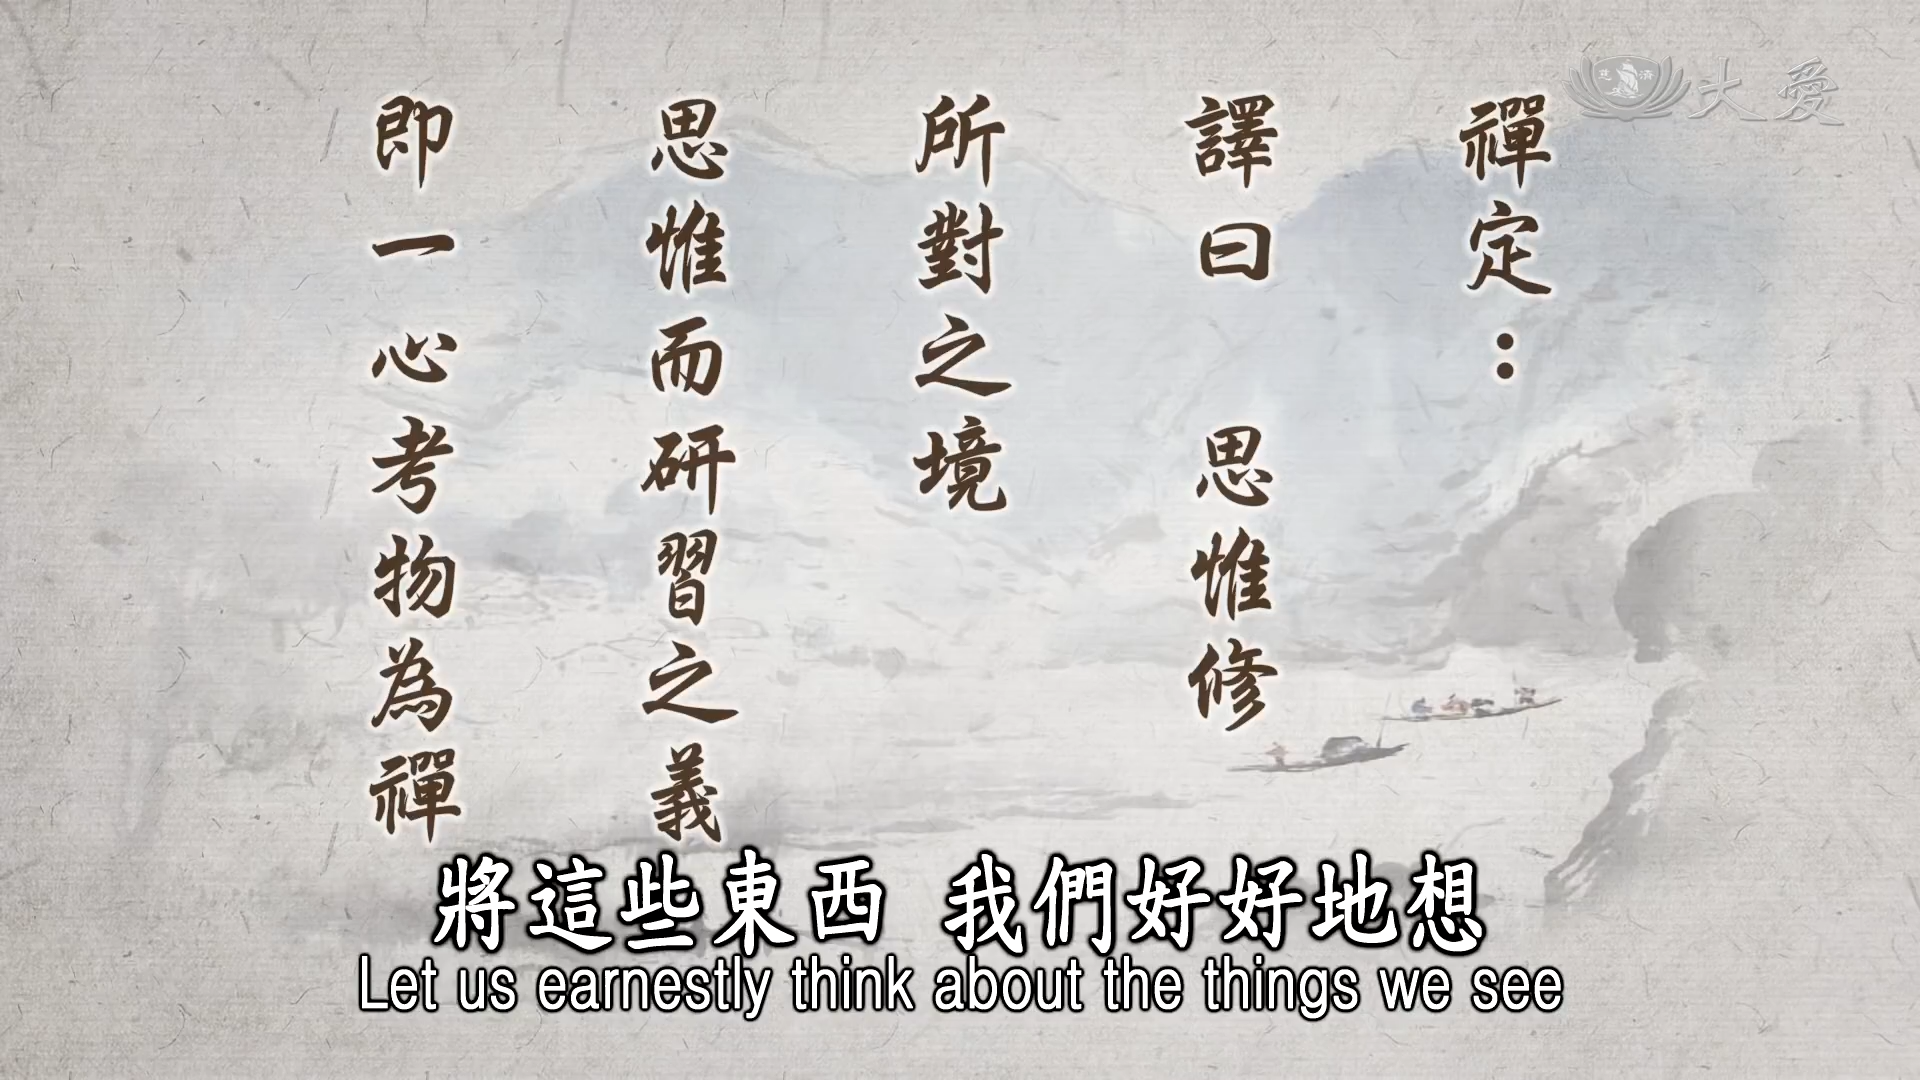 禪定：
譯曰 思惟修
所對之境
思惟而研習之義
即一心考物為禪
慈濟
大愛
將這些東西 我們好好地想
Let us earnestly think about the things we see